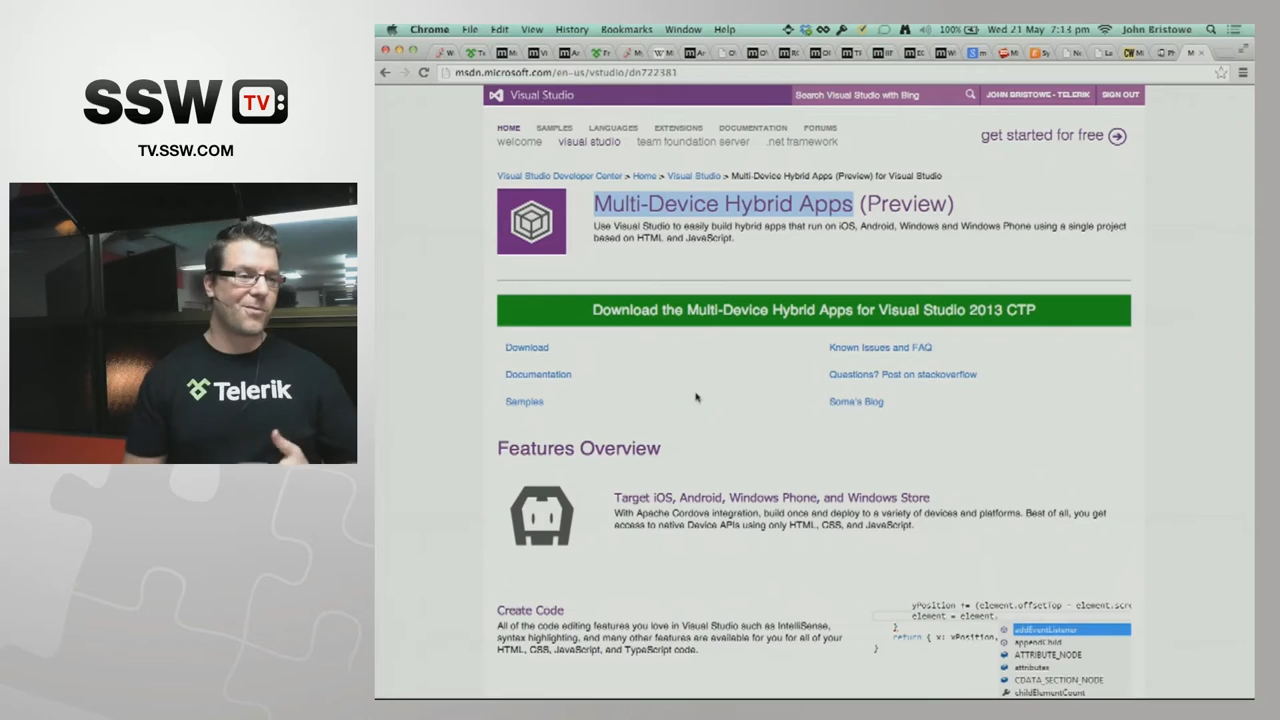 SSW TV:
TV.SSW.COM
Telerik
Chrome File Edit View History Bookmarks Window Help 100% Wed 21 May 7:13 pm John Bristowe
msdn.microsoft.com/en-us/vstudio/dn722381
Visual Studio Search Visual Studio with Bing JOHN BRISTOWE - TELERIK SIGN OUT
HOME SAMPLES LANGUAGES EXTENSIONS DOCUMENTATION FORUMS
welcome visual studio team foundation server .net framework
get started for free
Visual Studio Developer Center > Home > Visual Studio > Multi-Device Hybrid Apps (Preview) for Visual Studio
Multi-Device Hybrid Apps (Preview)
Use Visual Studio to easily build hybrid apps that run on iOS, Android, Windows and Windows Phone using a single project
based on HTML and JavaScript.
Download the Multi-Device Hybrid Apps for Visual Studio 2013 CTP
Download Known Issues and FAQ
Documentation Questions? Post on stackoverflow
Samples Soma's Blog
Features Overview
Target iOS, Android, Windows Phone, and Windows Store
With Apache Cordova integration, build once and deploy to a variety of devices and platforms. Best of all, you get
access to native Device APIs using only HTML, CSS, and JavaScript.
Create Code
All of the code editing features you love in Visual Studio such as IntelliSense,
syntax highlighting, and many other features are available for you for all of your
HTML, CSS, JavaScript, and TypeScript code.
yPosition += (element.offsetTop - element.scr
element = element.
}
return { x: xPosition,
}
addEventListener
appendChild
ATTRIBUTE_NODE
attributes
CDATA_SECTION_NODE
childElementCount